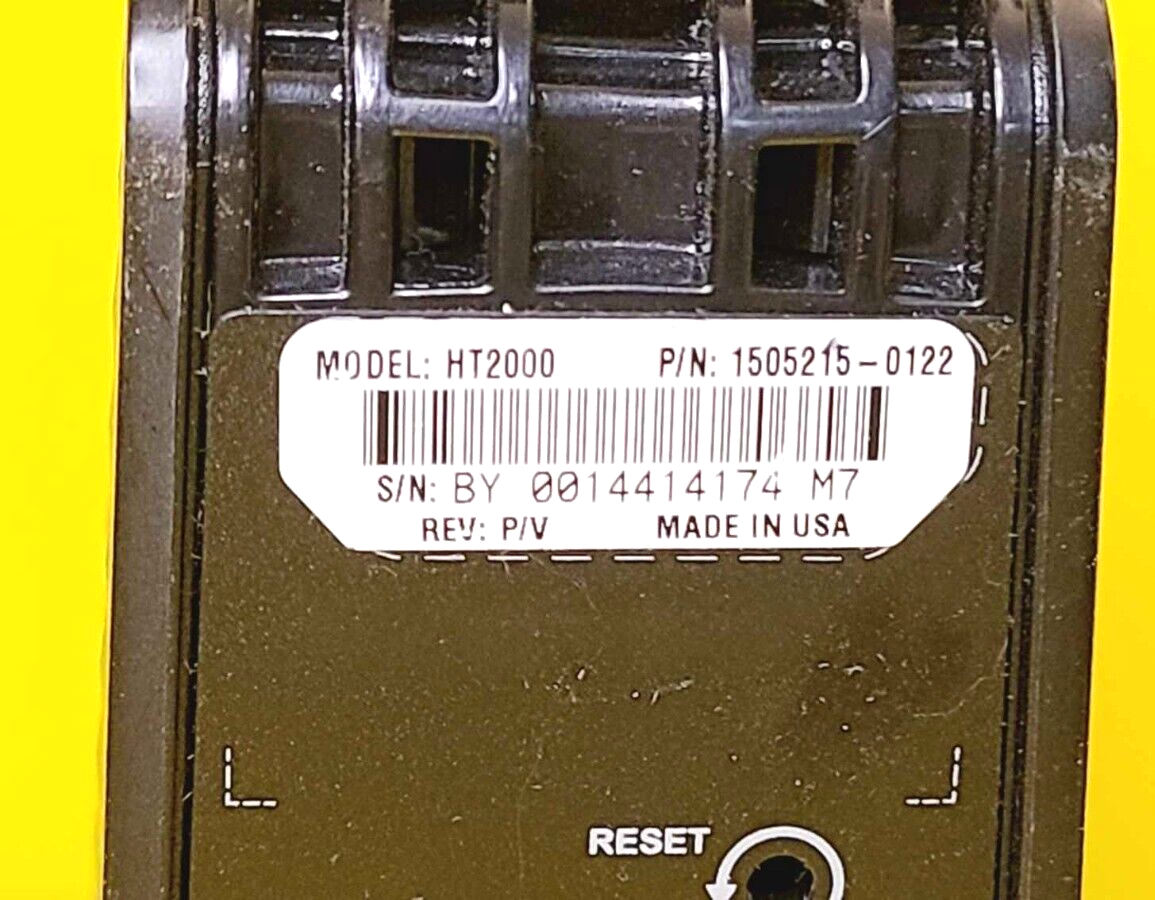 MODEL: HT2000 P/N: 1505215-0122
S/N: BY 0014414174 M7
REV: P/V MADE IN USA
RESET